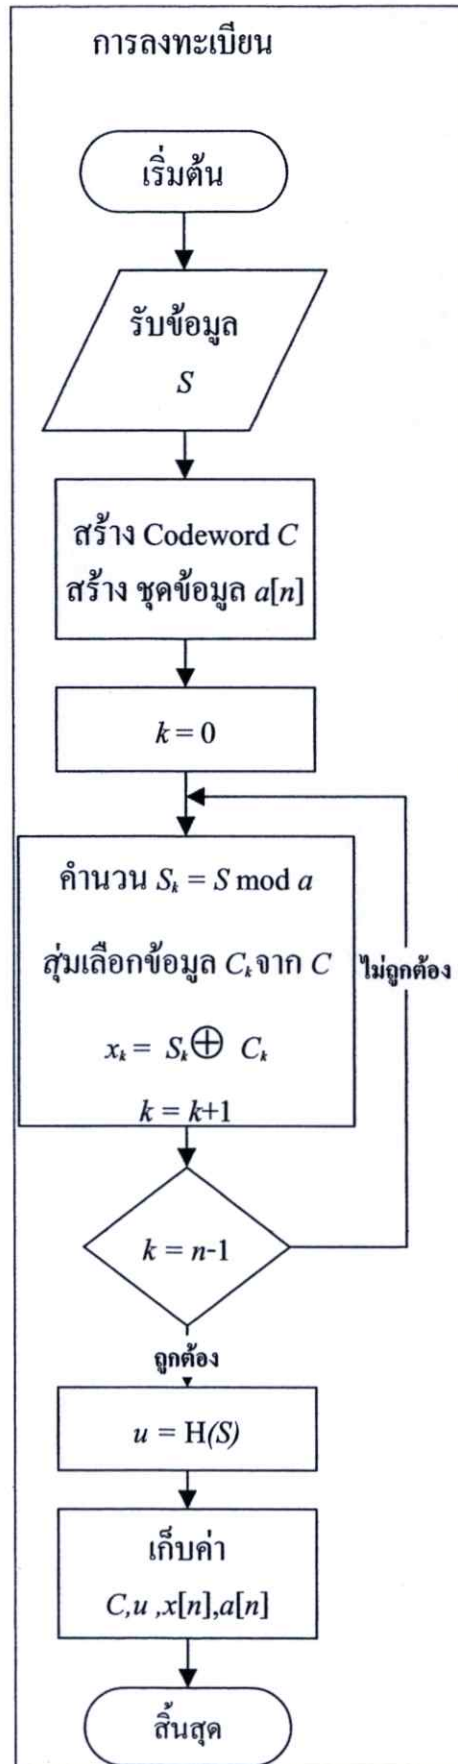 การลงทะเบียน
เริ่มต้น
รับข้อมูล
S
สร้าง Codeword C
สร้าง ชุดข้อมูล a[n]
k = 0
คำนวน Sₖ = S mod a
สุ่มเลือกข้อมูล Cₖ จาก C
ไม่ถูกต้อง
xₖ = Sₖ ⊕ Cₖ
k = k+1
k = n-1
ถูกต้อง
u = H(S)
เก็บค่า
C,u ,x[n],a[n]
สิ้นสุด